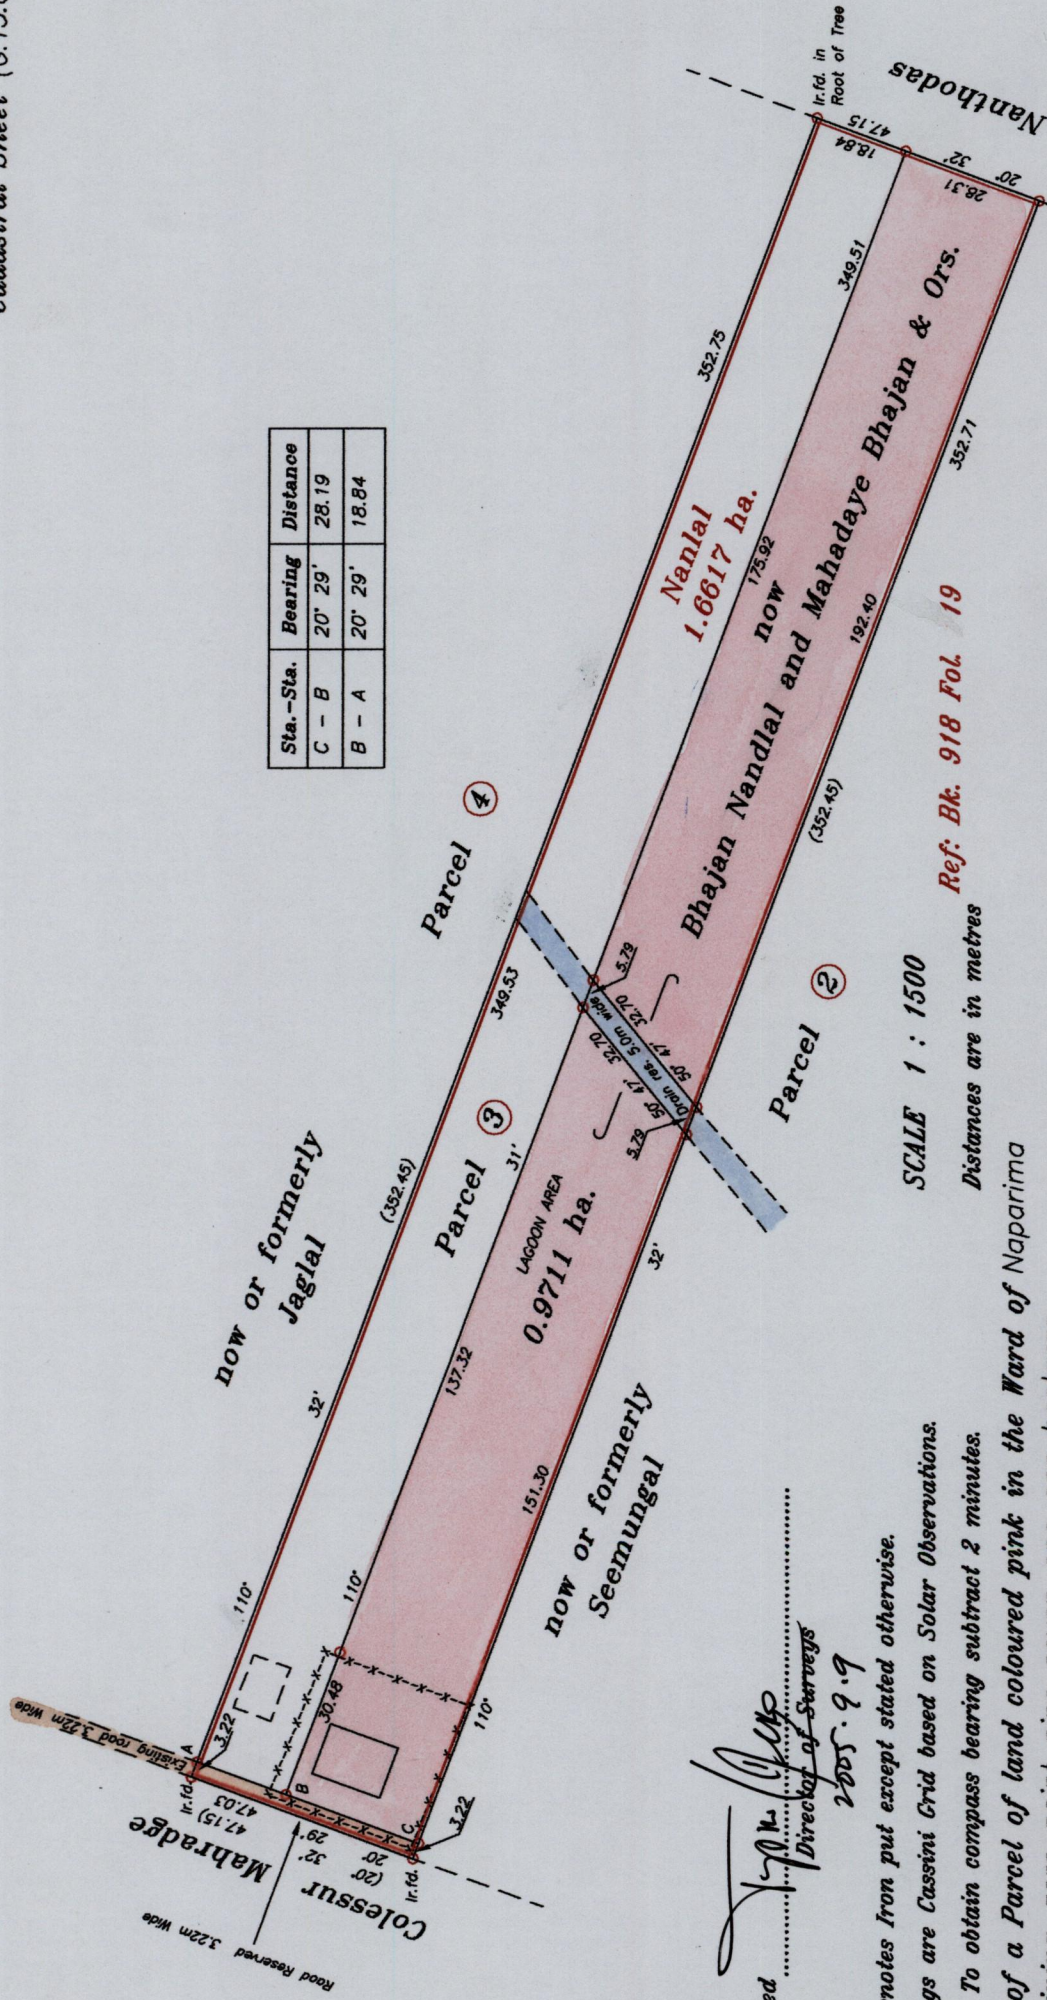 Ir.fd. in
Root of Tree
Nanthodas
47.15
18.84
32'
20°
28.31
352.75
349.51
Sta.-Sta. Bearing Distance
C - B 20° 29' 28.19
B - A 20° 29' 18.84
Nanlal
1.6617 ha.
175.92
now
Bhajan Nandlal and Mahadaye Bhajan & Ors.
352.71
192.40
(352.45)
Parcel 4
349.53
5.79
32.70
50° 47'
Drain res. 5.0m wide
32.70
50° 47'
5.79
Parcel 2
now or formerly
Jaglal
(352.45)
Parcel 3
31'
LAGOON AREA
0.9711 ha.
32'
32'
137.32
151.30
now or formerly
Seemungal
110°
110°
110°
Existing road 3.22m Wide
A
3.22
Ir.fd.
30.48
B
C
3.22
Ir.fd.
47.03
47.15)
29'
32'
20°
(20°
Colessur Mahradge
Road Reserved 3.22m Wide
SCALE 1 : 1500
Ref: Bk. 918 Fol. 19
Distances are in metres
Director of Surveys
2005.9.9
notes Iron put except stated otherwise.
gs are Cassini Grid based on Solar Observations.
To obtain compass bearing subtract 2 minutes.
of a Parcel of land coloured pink in the Ward of Naparima